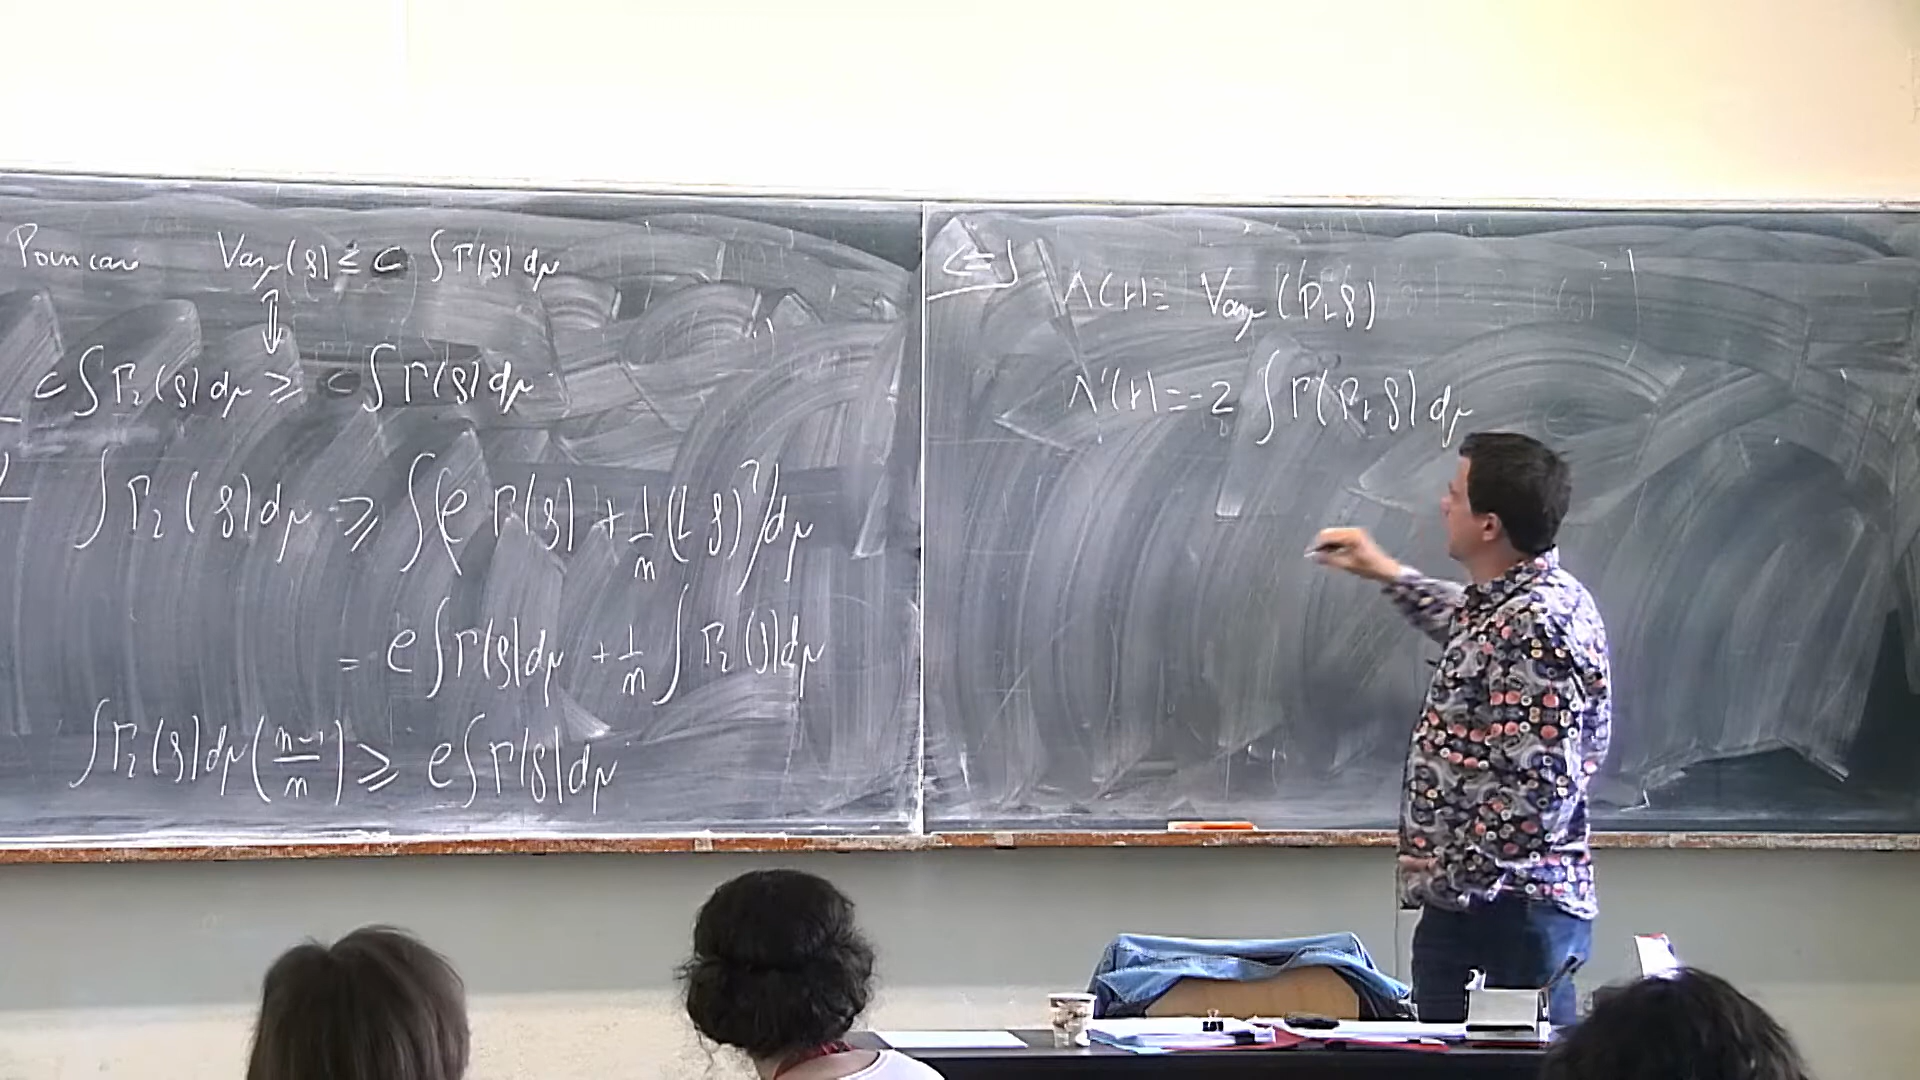 Poincaré Var_μ(f) ≤ C ∫Γ(f)dμ
⇕
C ∫Γ₂(f)dμ ≥ C ∫Γ(f)dμ
∫Γ₂(f)dμ ≥ ∫(ρ Γ(f) + 1/n (Lf)²)dμ
= ρ ∫Γ(f)dμ + 1/n ∫Γ₂(f)dμ
∫Γ₂(f)dμ (n-1/n) ≥ ρ ∫Γ(f)dμ
(⇐) Λ(t) = Var_μ(P_t f)
Λ'(t) = -2 ∫Γ(P_t f)dμ